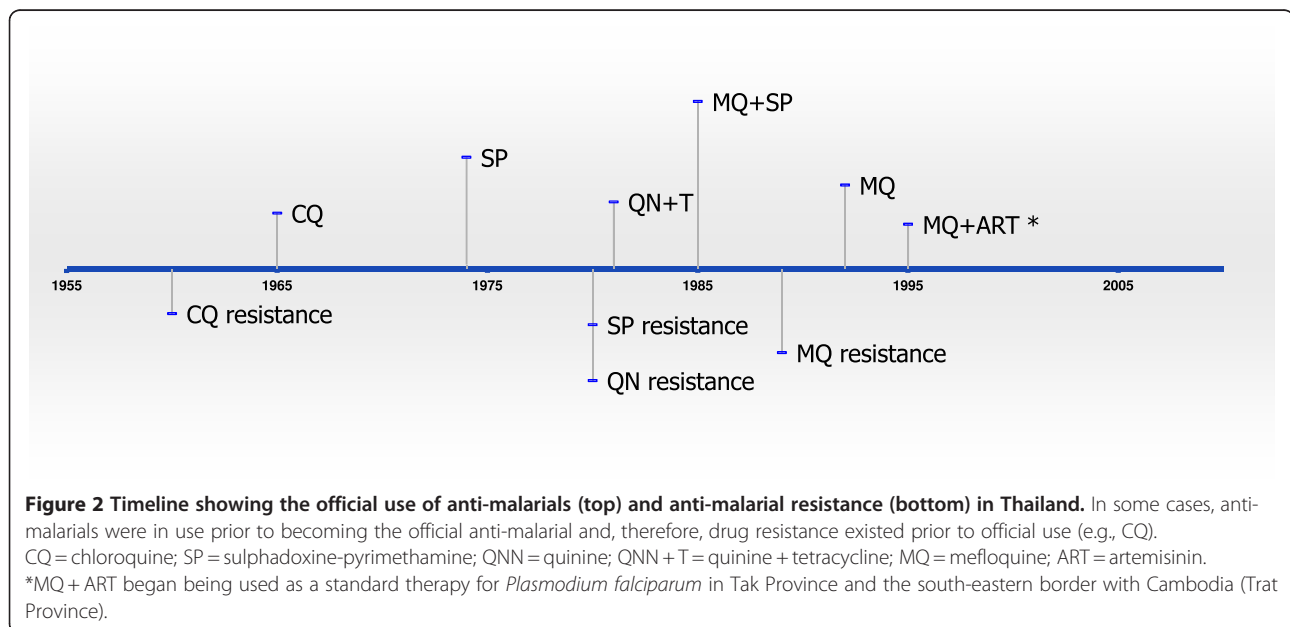 MQ+SP
SP
MQ
QN+T
CQ
MQ+ART *
1955 1965 1975 1985 1995 2005
CQ resistance
SP resistance
MQ resistance
QN resistance
Figure 2 Timeline showing the official use of anti-malarials (top) and anti-malarial resistance (bottom) in Thailand. In some cases, anti-
malarials were in use prior to becoming the official anti-malarial and, therefore, drug resistance existed prior to official use (e.g., CQ).
CQ = chloroquine; SP = sulphadoxine-pyrimethamine; QNN = quinine; QNN + T = quinine + tetracycline; MQ = mefloquine; ART = artemisinin.
*MQ + ART began being used as a standard therapy for Plasmodium falciparum in Tak Province and the south-eastern border with Cambodia (Trat
Province).